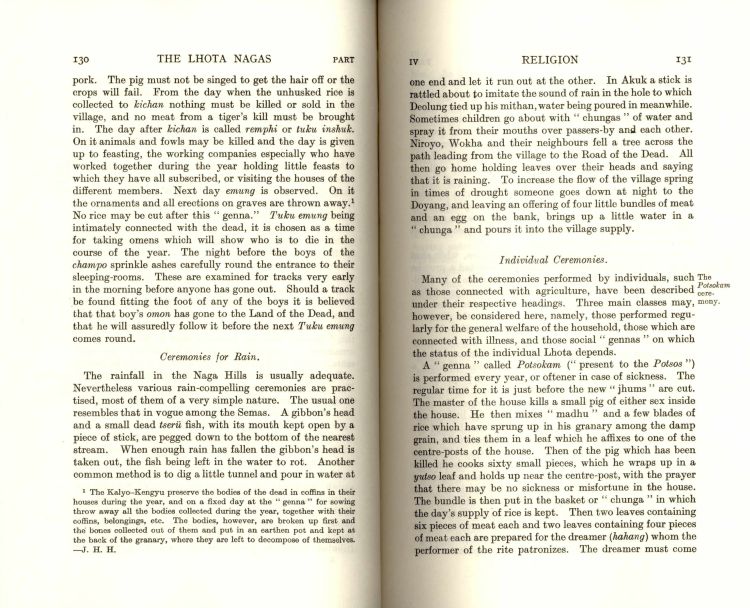 130 THE LHOTA NAGAS PART
pork. The pig must not be singed to get the hair off or the
crops will fail. From the day when the unhusked rice is
collected to kichan nothing must be killed or sold in the
village, and no meat from a tiger's kill must be brought
in. The day after kichan is called remphi or tuku inshuk.
On it animals and fowls may be killed and the day is given
up to feasting, the working companies especially who have
worked together during the year holding little feasts to
which they have all subscribed, or visiting the houses of the
different members. Next day emung is observed. On it
the ornaments and all erections on graves are thrown away.¹
No rice may be cut after this " genna." Tuku emung being
intimately connected with the dead, it is chosen as a time
for taking omens which will show who is to die in the
course of the year. The night before the boys of the
champo sprinkle ashes carefully round the entrance to their
sleeping-rooms. These are examined for tracks very early
in the morning before anyone has gone out. Should a track
be found fitting the foot of any of the boys it is believed
that that boy's omon has gone to the Land of the Dead, and
that he will assuredly follow it before the next Tuku emung
comes round.
Ceremonies for Rain.
The rainfall in the Naga Hills is usually adequate.
Nevertheless various rain-compelling ceremonies are prac-
tised, most of them of a very simple nature. The usual one
resembles that in vogue among the Semas. A gibbon's head
and a small dead tserü fish, with its mouth kept open by a
piece of stick, are pegged down to the bottom of the nearest
stream. When enough rain has fallen the gibbon's head is
taken out, the fish being left in the water to rot. Another
common method is to dig a little tunnel and pour in water at
¹ The Kalyo-Kengyu preserve the bodies of the dead in coffins in their
houses during the year, and on a fixed day at the " genna " for sowing
throw away all the bodies collected during the year, together with their
coffins, belongings, etc. The bodies, however, are broken up first and
the bones collected out of them and put in an earthen pot and kept at
the back of the granary, where they are left to decompose of themselves.
—J. H. H.
IV RELIGION 131
one end and let it run out at the other. In Akuk a stick is
rattled about to imitate the sound of rain in the hole to which
Deolung tied up his mithan, water being poured in meanwhile.
Sometimes children go about with " chungas " of water and
spray it from their mouths over passers-by and each other.
Niroyo, Wokha and their neighbours fell a tree across the
path leading from the village to the Road of the Dead. All
then go home holding leaves over their heads and saying
that it is raining. To increase the flow of the village spring
in times of drought someone goes down at night to the
Doyang, and leaving an offering of four little bundles of meat
and an egg on the bank, brings up a little water in a
" chunga " and pours it into the village supply.
Individual Ceremonies.
Many of the ceremonies performed by individuals, such
as those connected with agriculture, have been described
under their respective headings. Three main classes may,
however, be considered here, namely, those performed regu-
larly for the general welfare of the household, those which are
connected with illness, and those social " gennas " on which
the status of the individual Lhota depends.
The
Potsokam
cere-
mony.
A " genna " called Potsokam (" present to the Potsos ")
is performed every year, or oftener in case of sickness. The
regular time for it is just before the new " jhums " are cut.
The master of the house kills a small pig of either sex inside
the house. He then mixes " madhu " and a few blades of
rice which have sprung up in his granary among the damp
grain, and ties them in a leaf which he affixes to one of the
centre-posts of the house. Then of the pig which has been
killed he cooks sixty small pieces, which he wraps up in a
yutso leaf and holds up near the centre-post, with the prayer
that there may be no sickness or misfortune in the house.
The bundle is then put in the basket or " chunga " in which
the day's supply of rice is kept. Then two leaves containing
six pieces of meat each and two leaves containing four pieces
of meat each are prepared for the dreamer (hahang) whom the
performer of the rite patronizes. The dreamer must come